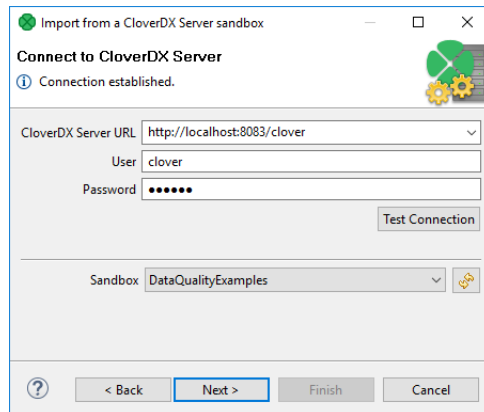 Import from a CloverDX Server sandbox
Connect to CloverDX Server
Connection established.
CloverDX Server URL http://localhost:8083/clover
User clover
Password ●●●●●●
Test Connection
Sandbox DataQualityExamples
? < Back Next > Finish Cancel